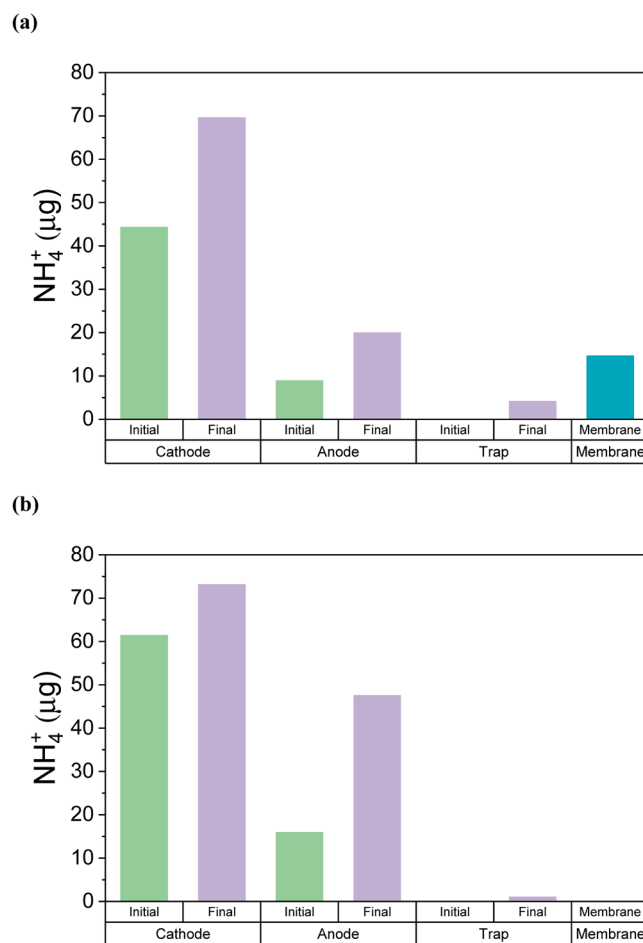 (a)
80
70
60
50
40
30
20
10
0
NH₄⁺ (μg)
Initial Final Initial Final Initial Final Membrane
Cathode Anode Trap Membrane
(b)
80
70
60
50
40
30
20
10
0
NH₄⁺ (μg)
Initial Final Initial Final Initial Final Membrane
Cathode Anode Trap Membrane